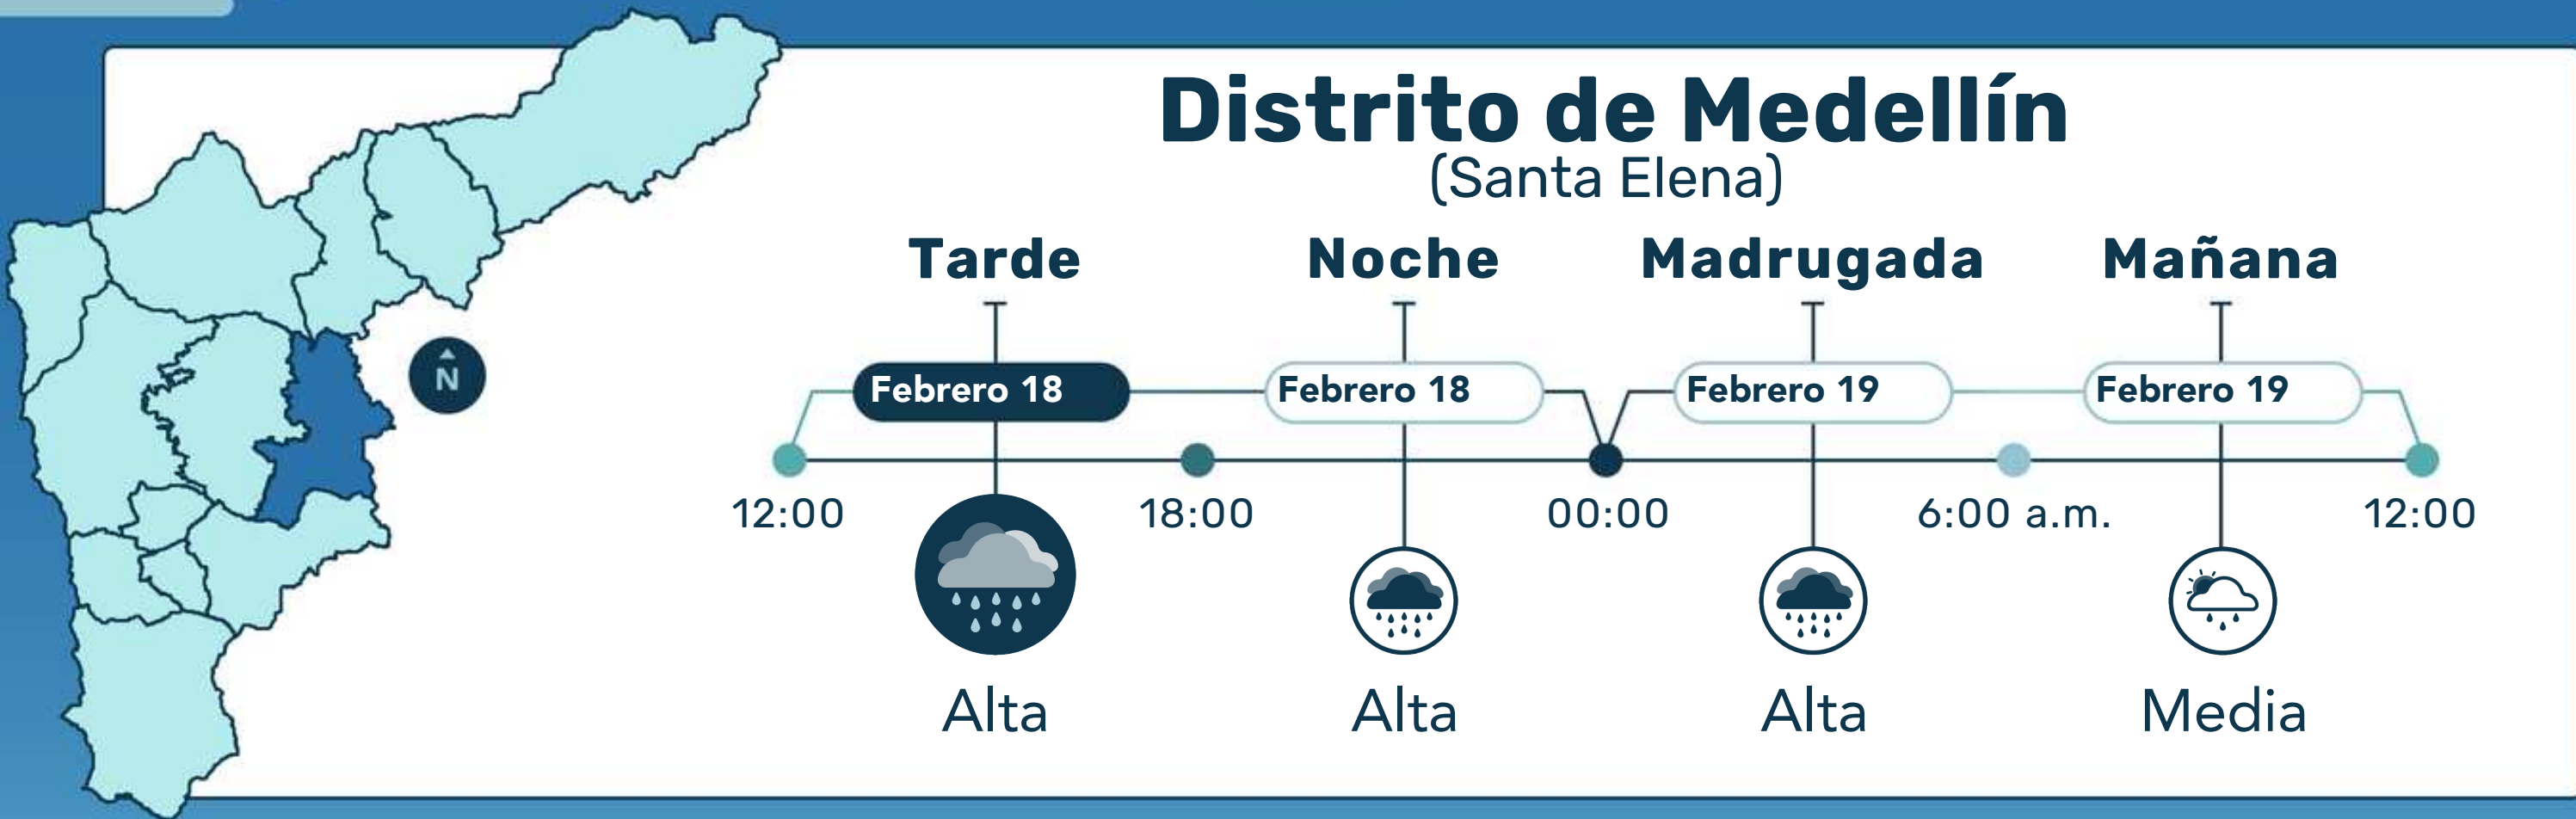 Distrito de Medellín
(Santa Elena)
Tarde Noche Madrugada Mañana
N
Febrero 18 Febrero 18 Febrero 19 Febrero 19
12:00 18:00 00:00 6:00 a.m. 12:00
Alta Alta Alta Media